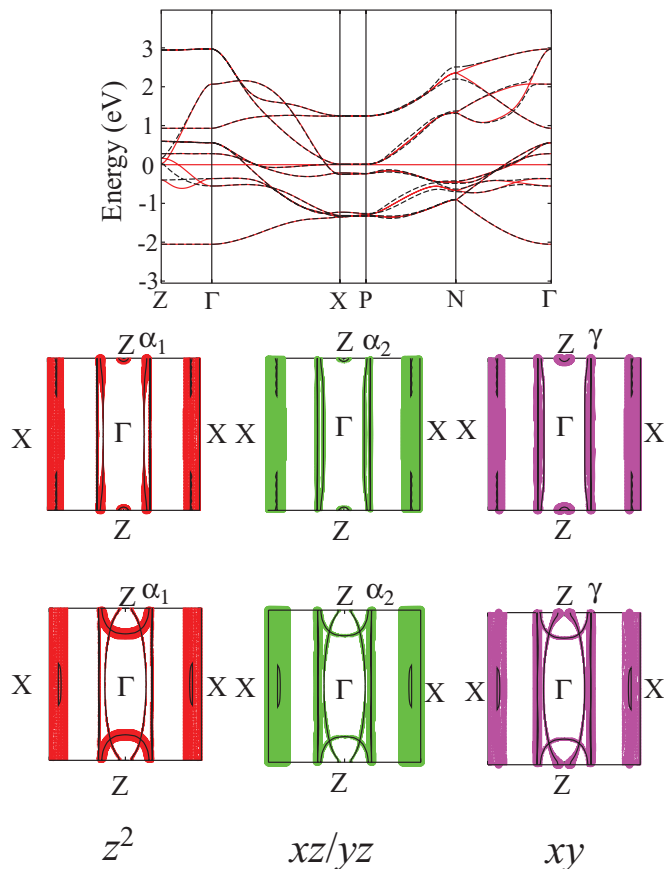 3
2
1
0
-1
-2
-3
Energy (eV)
Z Γ X P N Γ
Z α1 Z α2 Z γ
X Γ X X Γ X X Γ X
Z Z Z
Z α1 Z α2 Z γ
X Γ X X Γ X X Γ X
Z Z Z
z² xz/yz xy